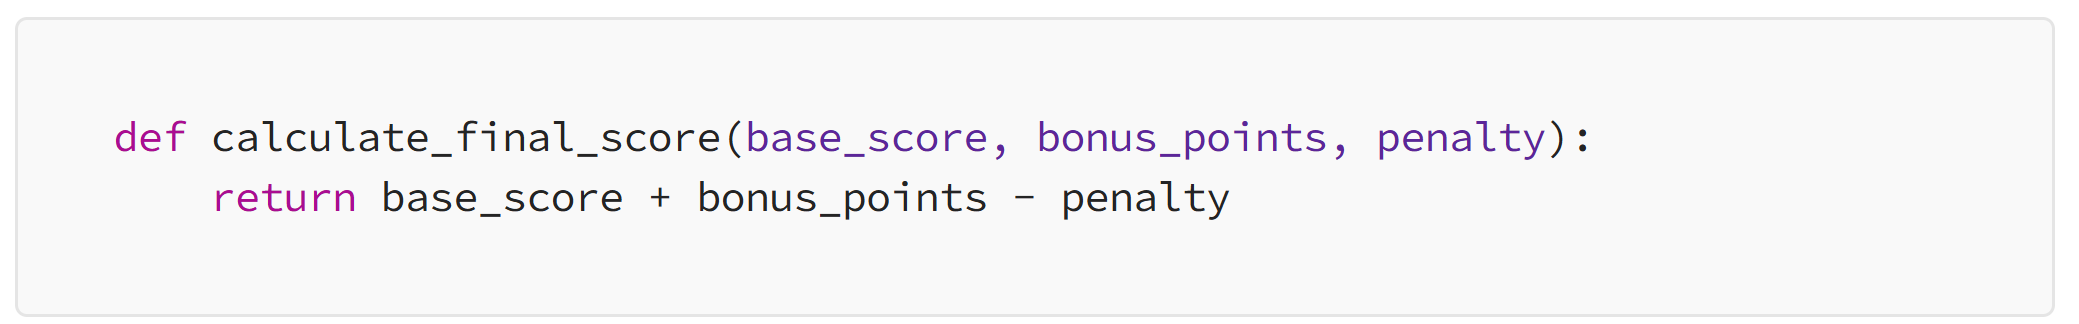 def calculate_final_score(base_score, bonus_points, penalty):
    return base_score + bonus_points - penalty